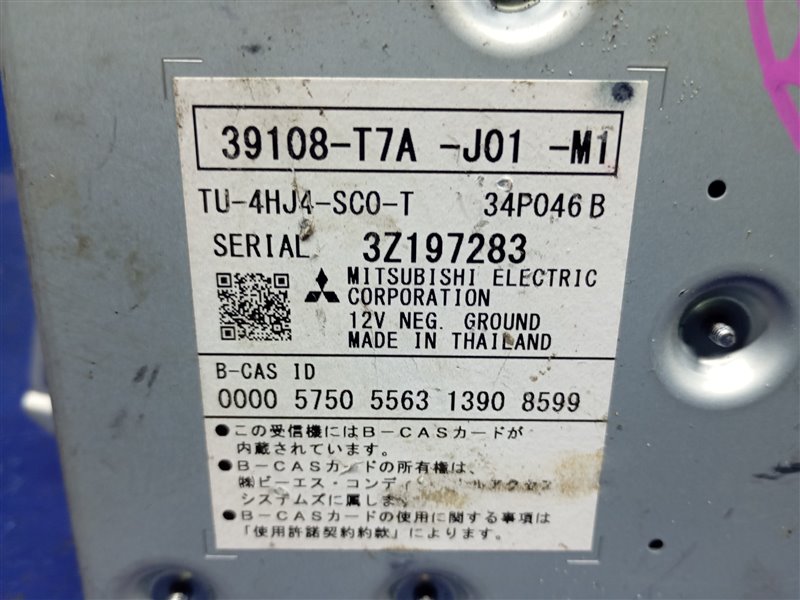 39108-T7A -J01 -M1
TU-4HJ4-SC0-T 34P046B
SERIAL 3Z197283
MITSUBISHI ELECTRIC
CORPORATION
12V NEG. GROUND
MADE IN THAILAND
B-CAS ID
0000 5750 5563 1390 8599
●この受信機にはB-CASカードが
内蔵されています。
●B-CASカードの所有権は、
㈱ビーエス・コンディ
システムズに属しま
●B-CASカードの使用に関する事項は
「使用許諾契約約款」によります。